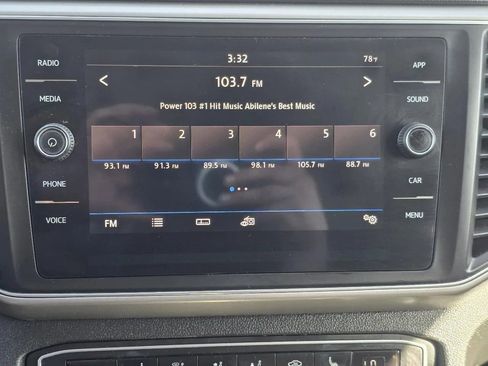 RADIO
3:32
78°F
APP
103.7 FM
MEDIA
SOUND
Power 103 #1 Hit Music Abilene's Best Music
1 2 3 4 5 6
93.1 FM 91.3 FM 89.5 FM 98.1 FM 105.7 FM 88.7 FM
PHONE
CAR
VOICE
FM
MENU